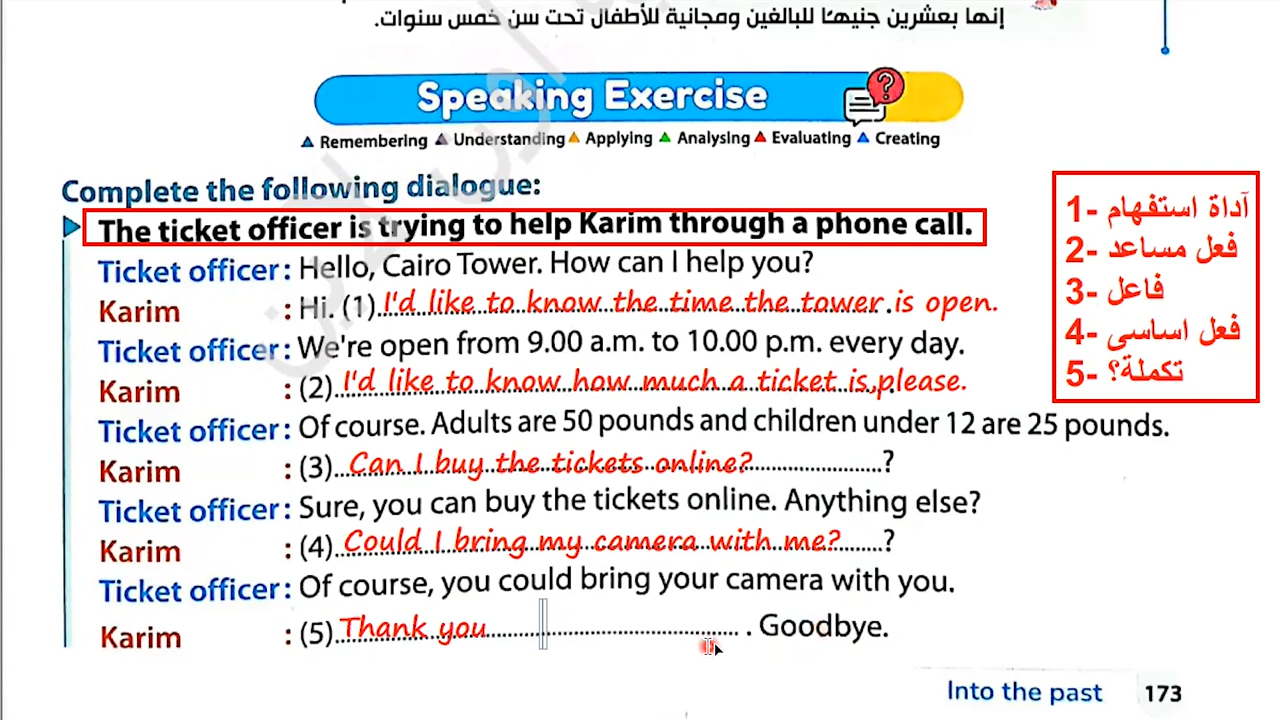 إنها بعشرين جنيهًا للبالغين ومجانية للأطفال تحت سن خمس سنوات.
Speaking Exercise
Remembering Understanding Applying Analysing Evaluating Creating
Complete the following dialogue:
The ticket officer is trying to help Karim through a phone call.
Ticket officer: Hello, Cairo Tower. How can I help you?
Karim : Hi. (1) I'd like to know the time the tower is open.
Ticket officer: We're open from 9.00 a.m. to 10.00 p.m. every day.
Karim : (2) I'd like to know how much a ticket is, please.
Ticket officer: Of course. Adults are 50 pounds and children under 12 are 25 pounds.
Karim : (3) Can I buy the tickets online? ?
Ticket officer: Sure, you can buy the tickets online. Anything else?
Karim : (4) Could I bring my camera with me? ?
Ticket officer: Of course, you could bring your camera with you.
Karim : (5) Thank you . Goodbye.
1- آداة استفهام
2- فعل مساعد
3- فاعل
4- فعل اساسى
5- تكملة؟
Into the past 173